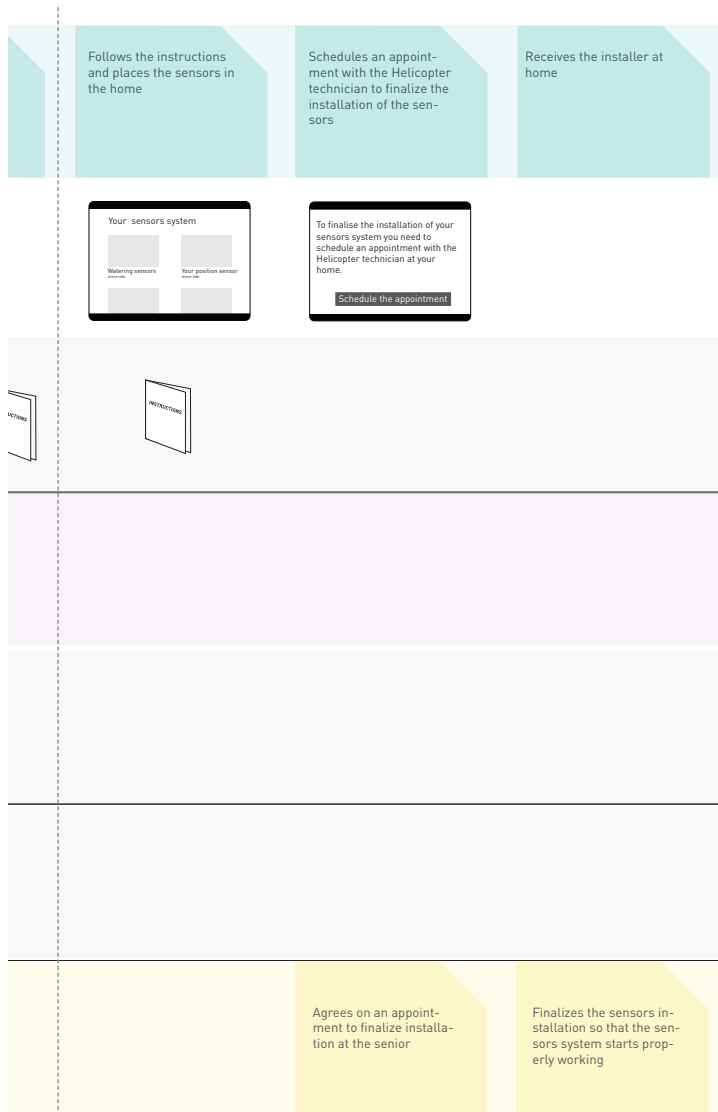 Follows the instructions
and places the sensors in
the home
Schedules an appoint-
ment with the Helicopter
technician to finalize the
installation of the sen-
sors
Receives the installer at
home
Your sensors system
Watering sensors
more info
Your position sensor
more info
To finalise the installation of your
sensors system you need to
schedule an appointment with the
Helicopter technician at your
home.
Schedule the appointment
UCTIONS
INSTRUCTIONS
Agrees on an appoint-
ment to finalize installa-
tion at the senior
Finalizes the sensors in-
stallation so that the sen-
sors system starts prop-
erly working